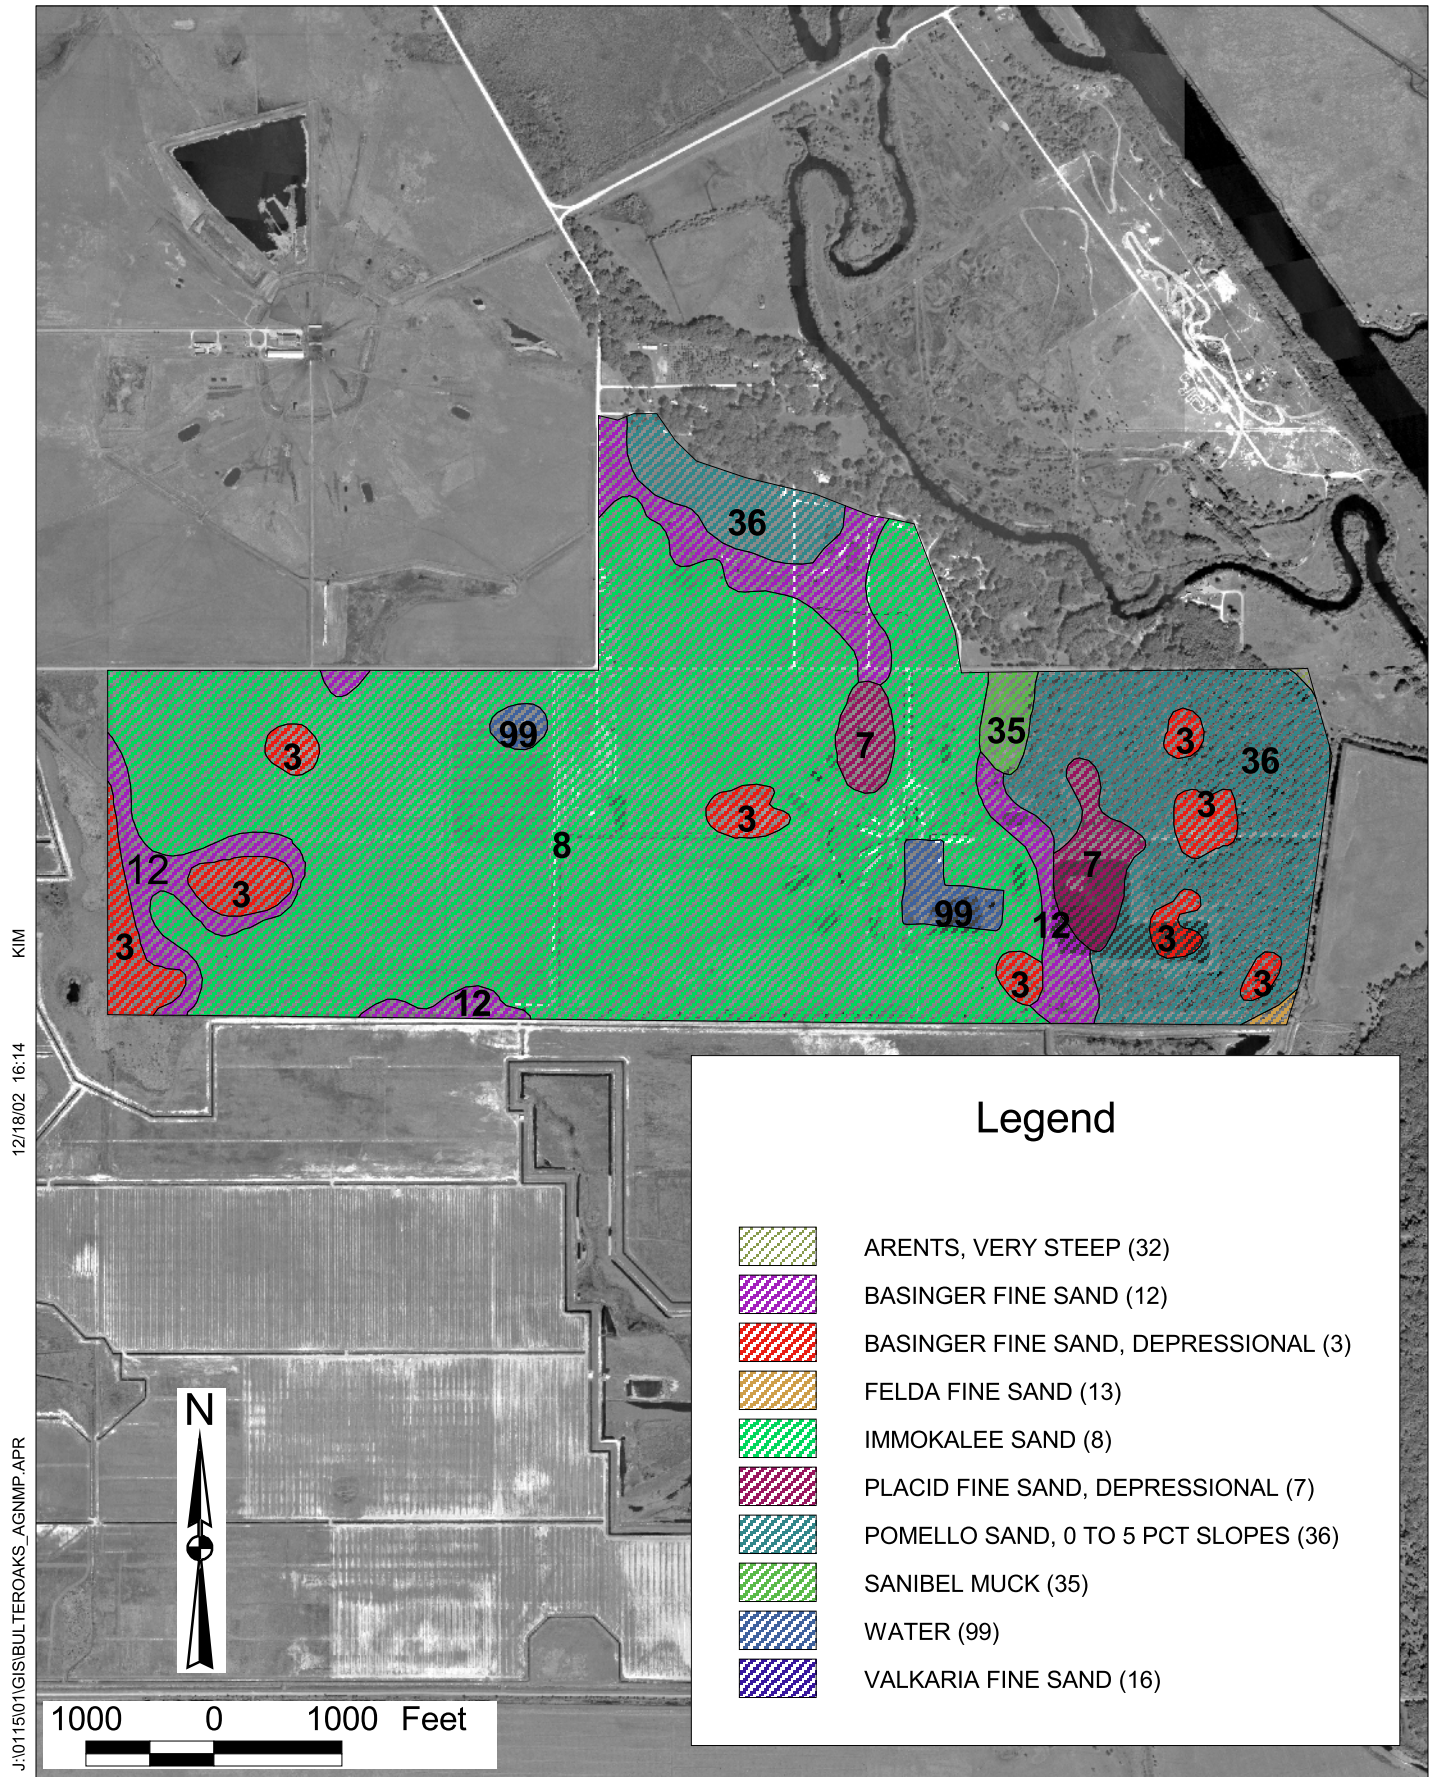 36
99
35
3
7
3
36
3
3
8
12
3
7
99
12
3
3
3
3
12
3
KIM
12/18/02 16:14
J:\0115\01\GIS\BULTEROAKS_AGNMP.APR
Legend
ARENTS, VERY STEEP (32)
BASINGER FINE SAND (12)
BASINGER FINE SAND, DEPRESSIONAL (3)
FELDA FINE SAND (13)
IMMOKALEE SAND (8)
PLACID FINE SAND, DEPRESSIONAL (7)
POMELLO SAND, 0 TO 5 PCT SLOPES (36)
SANIBEL MUCK (35)
WATER (99)
VALKARIA FINE SAND (16)
N
1000 0 1000 Feet